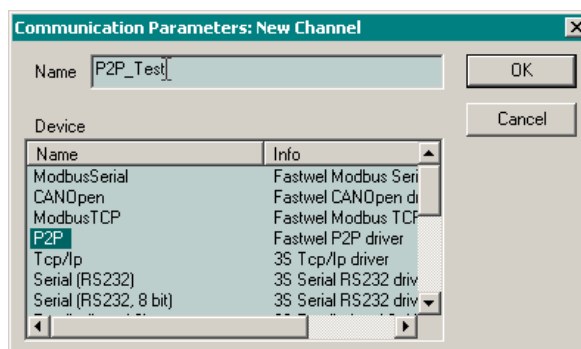 Communication Parameters: New Channel
Name P2P_Test
OK
Cancel
Device
Name Info
ModbusSerial Fastwel Modbus Seri
CANOpen Fastwel CANOpen dri
ModbusTCP Fastwel Modbus TCP
P2P Fastwel P2P driver
Tcp/Ip 3S Tcp/Ip driver
Serial (RS232) 3S Serial RS232 driv
Serial (RS232, 8 bit) 3S Serial RS232 driv